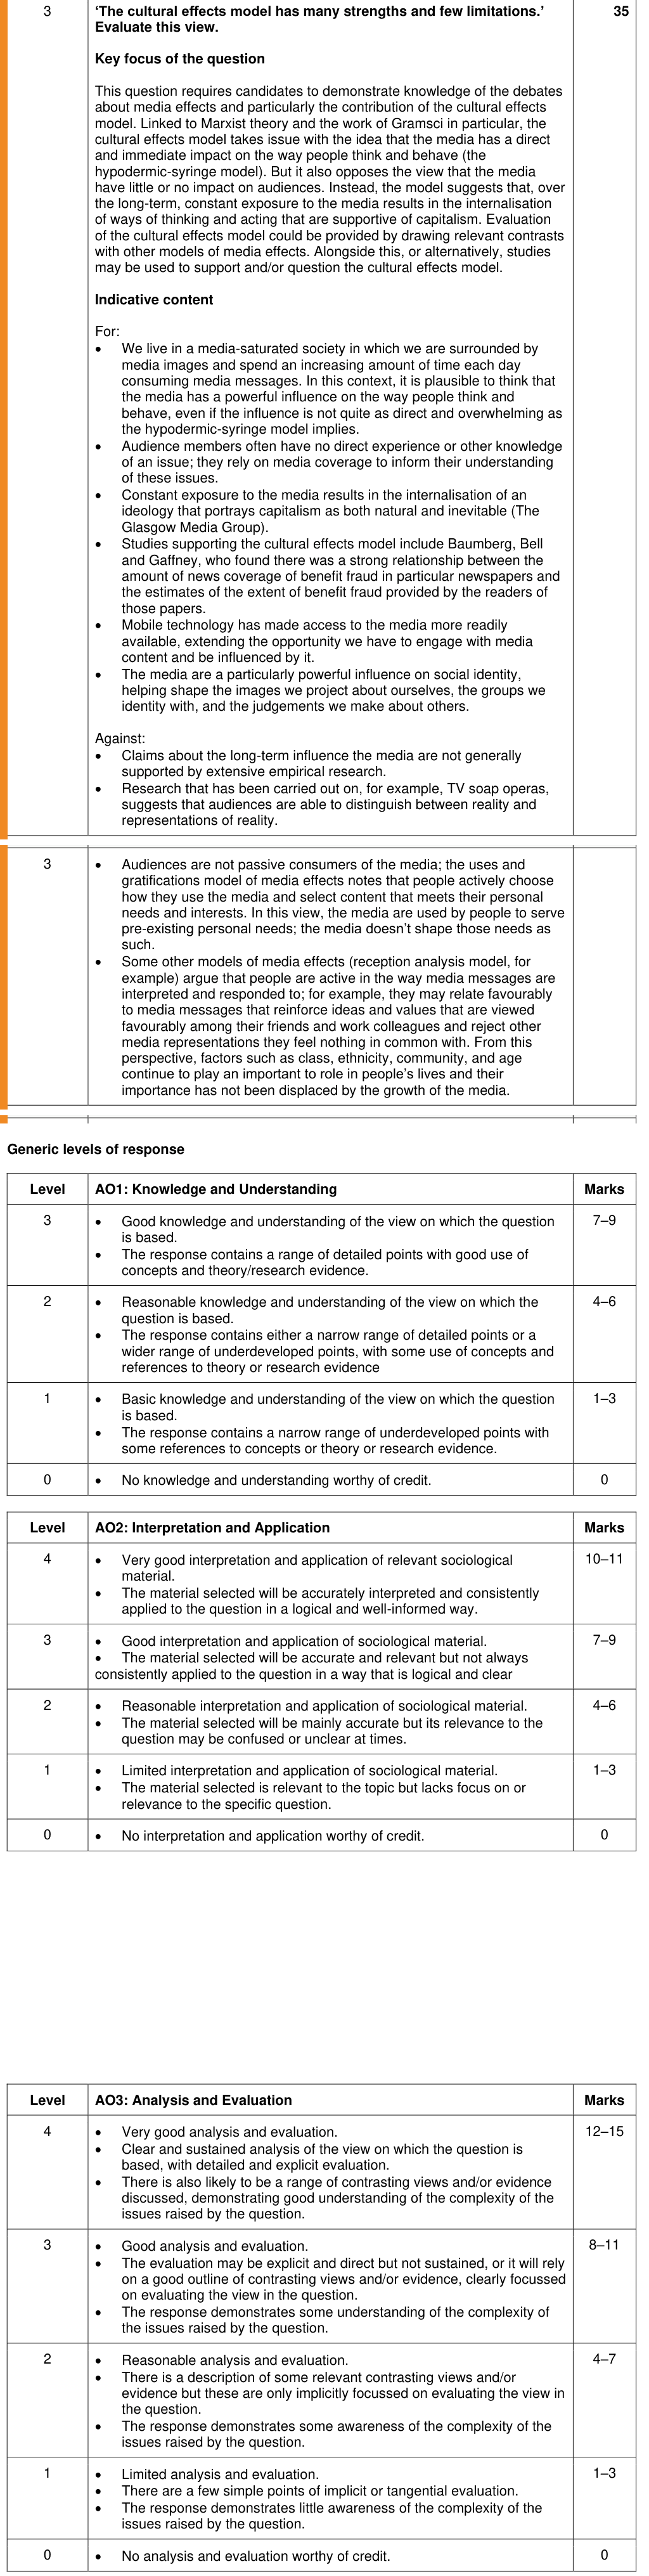 3
‘The cultural effects model has many strengths and few limitations.’
35
Evaluate this view.
Key focus of the question
This question requires candidates to demonstrate knowledge of the debates
about media effects and particularly the contribution of the cultural effects
model. Linked to Marxist theory and the work of Gramsci in particular, the
cultural effects model takes issue with the idea that the media has a direct
and immediate impact on the way people think and behave (the
hypodermic-syringe model). But it also opposes the view that the media
have little or no impact on audiences. Instead, the model suggests that, over
the long-term, constant exposure to the media results in the internalisation
of ways of thinking and acting that are supportive of capitalism. Evaluation
of the cultural effects model could be provided by drawing relevant contrasts
with other models of media effects. Alongside this, or alternatively, studies
may be used to support and/or question the cultural effects model.
Indicative content
For:
• We live in a media-saturated society in which we are surrounded by
media images and spend an increasing amount of time each day
consuming media messages. In this context, it is plausible to think that
the media has a powerful influence on the way people think and
behave, even if the influence is not quite as direct and overwhelming as
the hypodermic-syringe model implies.
• Audience members often have no direct experience or other knowledge
of an issue; they rely on media coverage to inform their understanding
of these issues.
• Constant exposure to the media results in the internalisation of an
ideology that portrays capitalism as both natural and inevitable (The
Glasgow Media Group).
• Studies supporting the cultural effects model include Baumberg, Bell
and Gaffney, who found there was a strong relationship between the
amount of news coverage of benefit fraud in particular newspapers and
the estimates of the extent of benefit fraud provided by the readers of
those papers.
• Mobile technology has made access to the media more readily
available, extending the opportunity we have to engage with media
content and be influenced by it.
• The media are a particularly powerful influence on social identity,
helping shape the images we project about ourselves, the groups we
identity with, and the judgements we make about others.
Against:
• Claims about the long-term influence the media are not generally
supported by extensive empirical research.
• Research that has been carried out on, for example, TV soap operas,
suggests that audiences are able to distinguish between reality and
representations of reality.
3
• Audiences are not passive consumers of the media; the uses and
gratifications model of media effects notes that people actively choose
how they use the media and select content that meets their personal
needs and interests. In this view, the media are used by people to serve
pre-existing personal needs; the media doesn’t shape those needs as
such.
• Some other models of media effects (reception analysis model, for
example) argue that people are active in the way media messages are
interpreted and responded to; for example, they may relate favourably
to media messages that reinforce ideas and values that are viewed
favourably among their friends and work colleagues and reject other
media representations they feel nothing in common with. From this
perspective, factors such as class, ethnicity, community, and age
continue to play an important to role in people’s lives and their
importance has not been displaced by the growth of the media.
Generic levels of response
Level
AO1: Knowledge and Understanding
Marks
3
• Good knowledge and understanding of the view on which the question
is based.
• The response contains a range of detailed points with good use of
concepts and theory/research evidence.
7–9
2
• Reasonable knowledge and understanding of the view on which the
question is based.
• The response contains either a narrow range of detailed points or a
wider range of underdeveloped points, with some use of concepts and
references to theory or research evidence
4–6
1
• Basic knowledge and understanding of the view on which the question
is based.
• The response contains a narrow range of underdeveloped points with
some references to concepts or theory or research evidence.
1–3
0
• No knowledge and understanding worthy of credit.
0
Level
AO2: Interpretation and Application
Marks
4
• Very good interpretation and application of relevant sociological
material.
• The material selected will be accurately interpreted and consistently
applied to the question in a logical and well-informed way.
10–11
3
• Good interpretation and application of sociological material.
• The material selected will be accurate and relevant but not always
consistently applied to the question in a way that is logical and clear
7–9
2
• Reasonable interpretation and application of sociological material.
• The material selected will be mainly accurate but its relevance to the
question may be confused or unclear at times.
4–6
1
• Limited interpretation and application of sociological material.
• The material selected is relevant to the topic but lacks focus on or
relevance to the specific question.
1–3
0
• No interpretation and application worthy of credit.
0
Level
AO3: Analysis and Evaluation
Marks
4
• Very good analysis and evaluation.
• Clear and sustained analysis of the view on which the question is
based, with detailed and explicit evaluation.
• There is also likely to be a range of contrasting views and/or evidence
discussed, demonstrating good understanding of the complexity of the
issues raised by the question.
12–15
3
• Good analysis and evaluation.
• The evaluation may be explicit and direct but not sustained, or it will rely
on a good outline of contrasting views and/or evidence, clearly focussed
on evaluating the view in the question.
• The response demonstrates some understanding of the complexity of
the issues raised by the question.
8–11
2
• Reasonable analysis and evaluation.
• There is a description of some relevant contrasting views and/or
evidence but these are only implicitly focussed on evaluating the view in
the question.
• The response demonstrates some awareness of the complexity of the
issues raised by the question.
4–7
1
• Limited analysis and evaluation.
• There are a few simple points of implicit or tangential evaluation.
• The response demonstrates little awareness of the complexity of the
issues raised by the question.
1–3
0
• No analysis and evaluation worthy of credit.
0